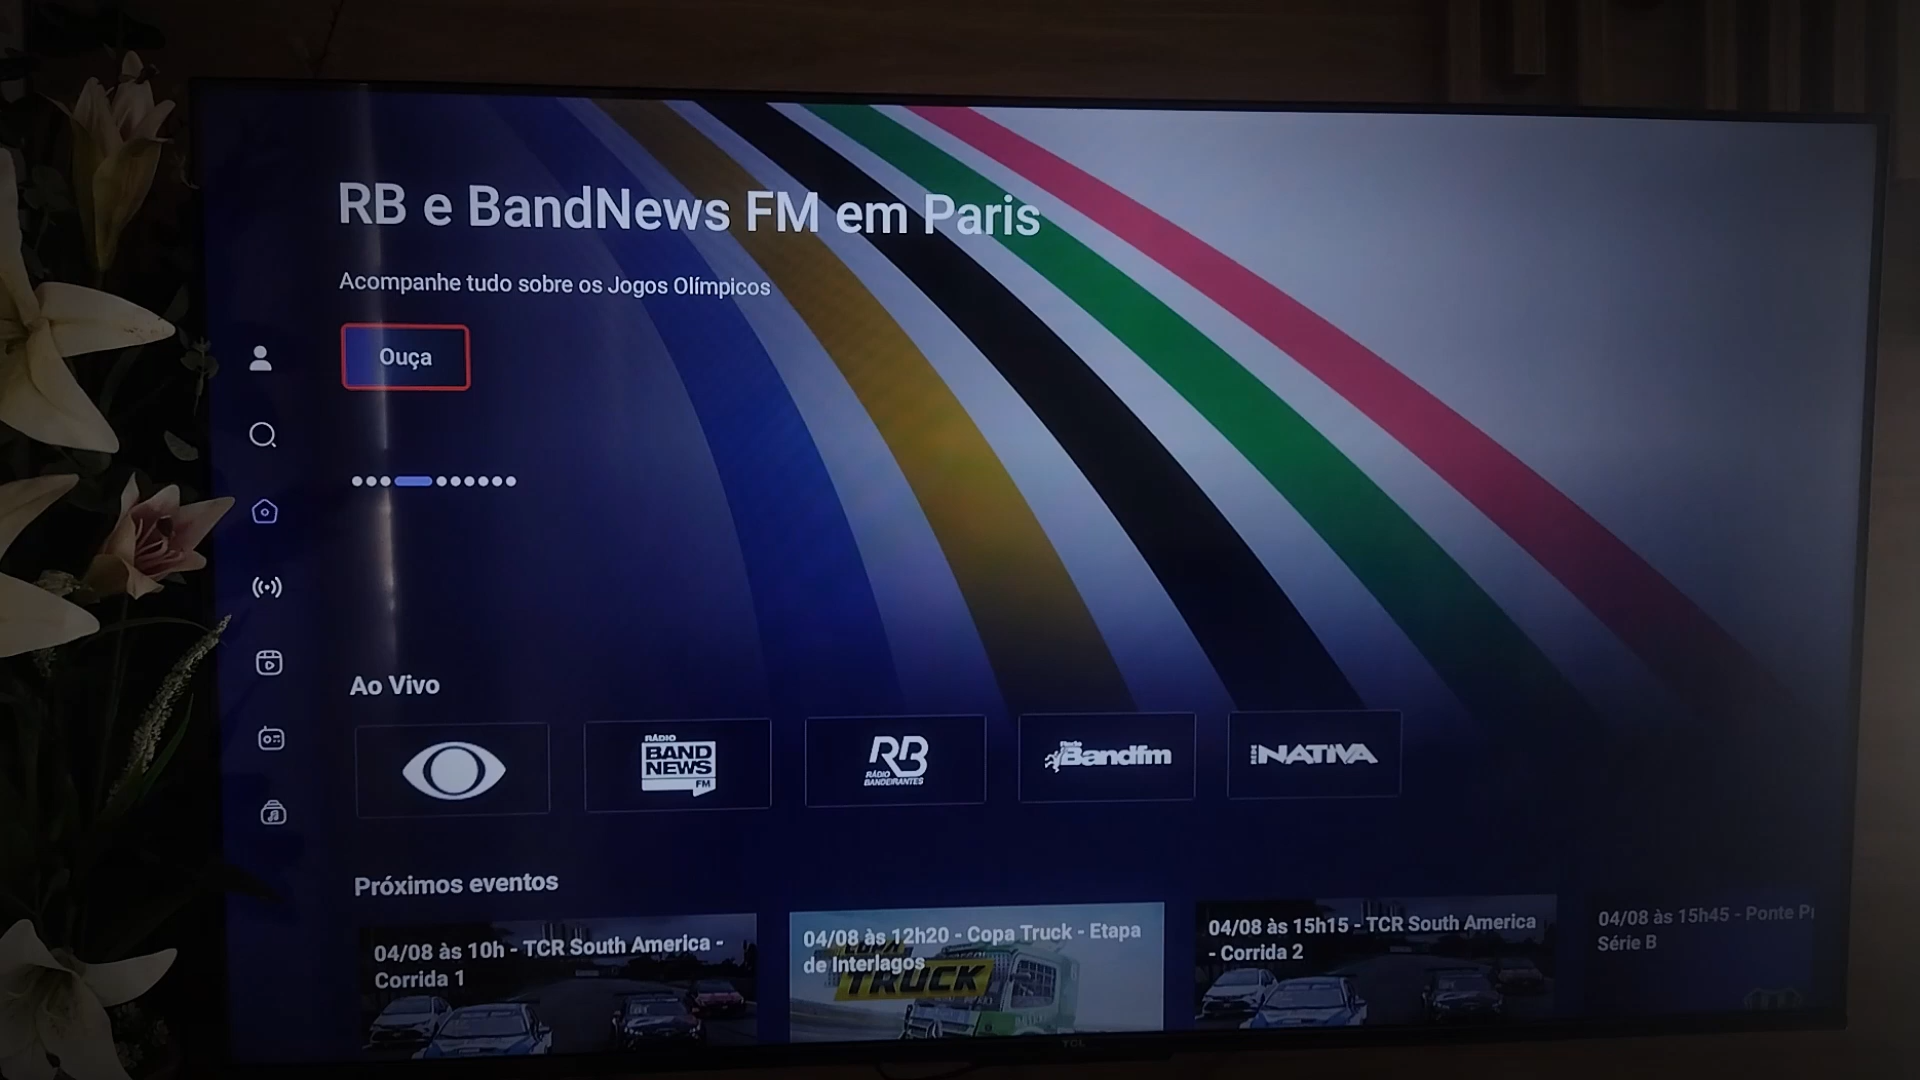 RB e BandNews FM em Paris
Acompanhe tudo sobre os Jogos Olímpicos
Ouça
Ao Vivo
RÁDIO
BAND
NEWS
FM
RB
RÁDIO
BANDEIRANTES
Bandfm
NATIVA
Próximos eventos
04/08 às 10h - TCR South America -
Corrida 1
04/08 às 12h20 - Copa Truck - Etapa
de Interlagos
COPA
TRUCK
04/08 às 15h15 - TCR South America
- Corrida 2
04/08 às 15h45 - Ponte
Série B
TCL